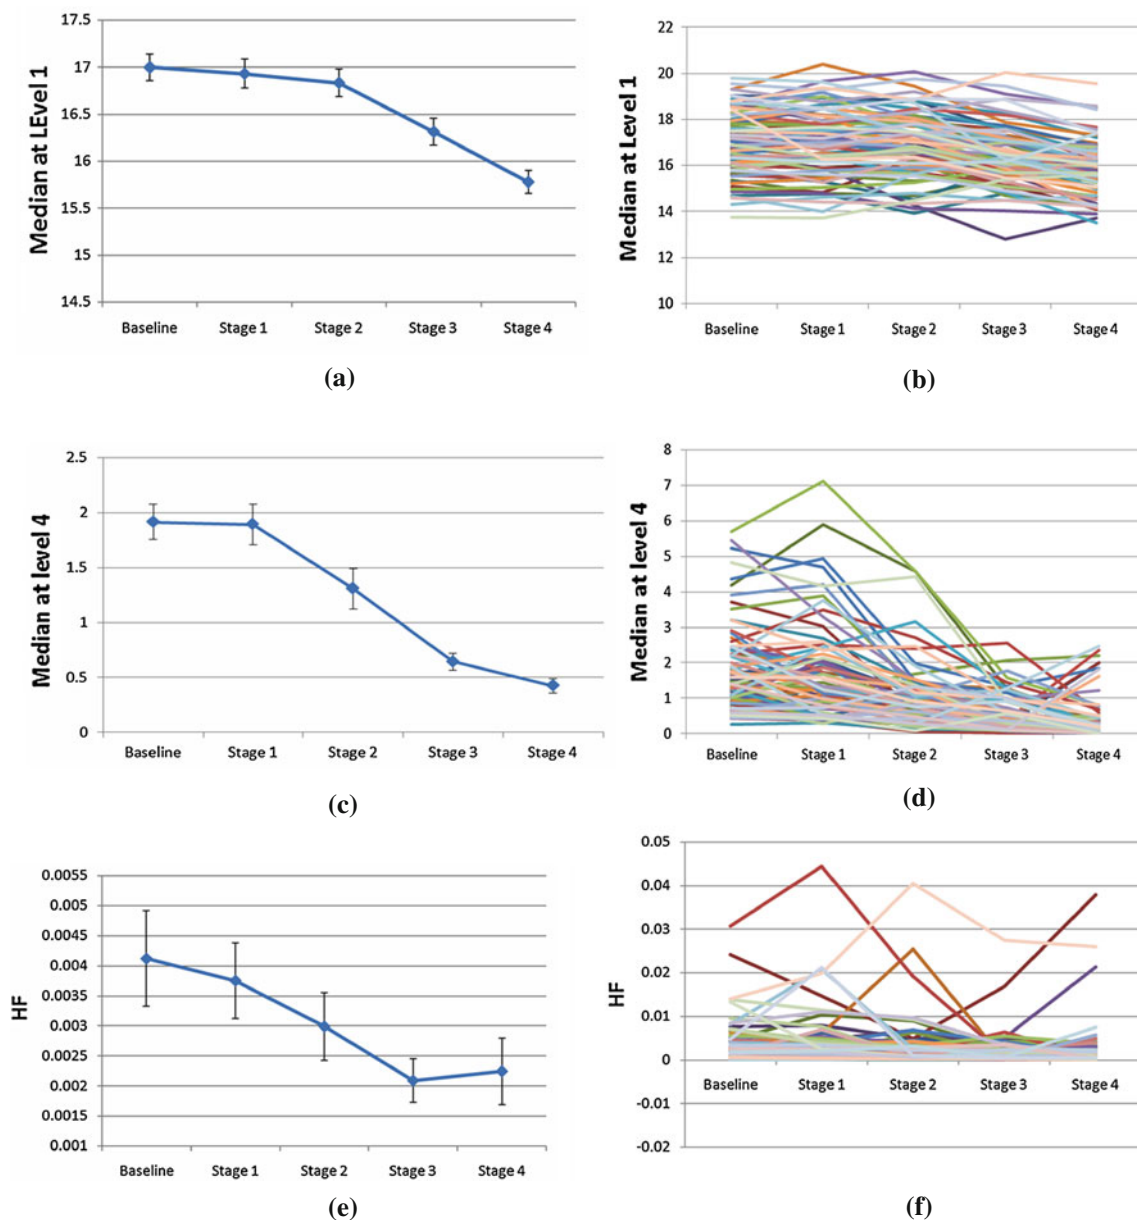 17.5
17
16.5
16
15.5
15
14.5
Median at LEvel 1
Baseline Stage 1 Stage 2 Stage 3 Stage 4
(a)
22
20
18
16
14
12
10
Median at Level 1
Baseline Stage 1 Stage 2 Stage 3 Stage 4
(b)
2.5
2
1.5
1
0.5
0
Median at level 4
Baseline Stage 1 Stage 2 Stage 3 Stage 4
(c)
8
7
6
5
4
3
2
1
0
Median at level 4
Baseline Stage 1 Stage 2 Stage 3 Stage 4
(d)
0.0055
0.005
0.0045
0.004
0.0035
0.003
0.0025
0.002
0.0015
0.001
HF
Baseline Stage 1 Stage 2 Stage 3 Stage 4
(e)
0.05
0.04
0.03
0.02
0.01
0
-0.01
-0.02
HF
Baseline Stage 1 Stage 2 Stage 3 Stage 4
(f)